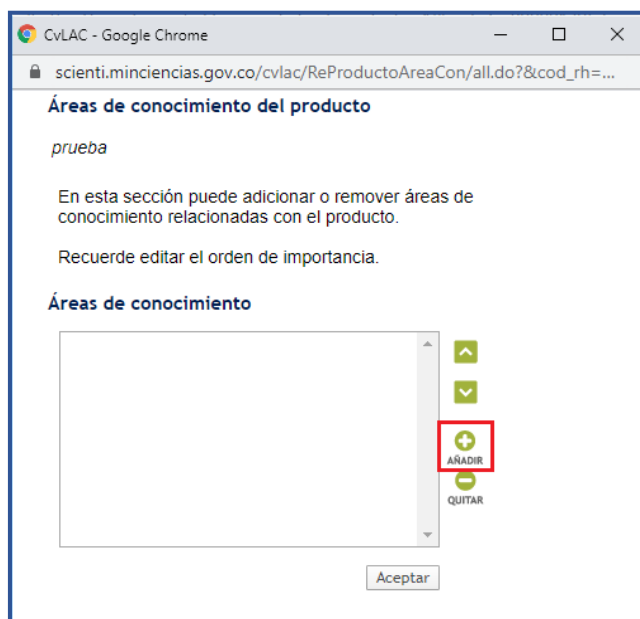 CvLAC - Google Chrome
scienti.minciencias.gov.co/cvlac/ReProductoAreaCon/all.do?&cod_rh=...
Áreas de conocimiento del producto
prueba
En esta sección puede adicionar o remover áreas de
conocimiento relacionadas con el producto.
Recuerde editar el orden de importancia.
Áreas de conocimiento
AÑADIR
QUITAR
Aceptar